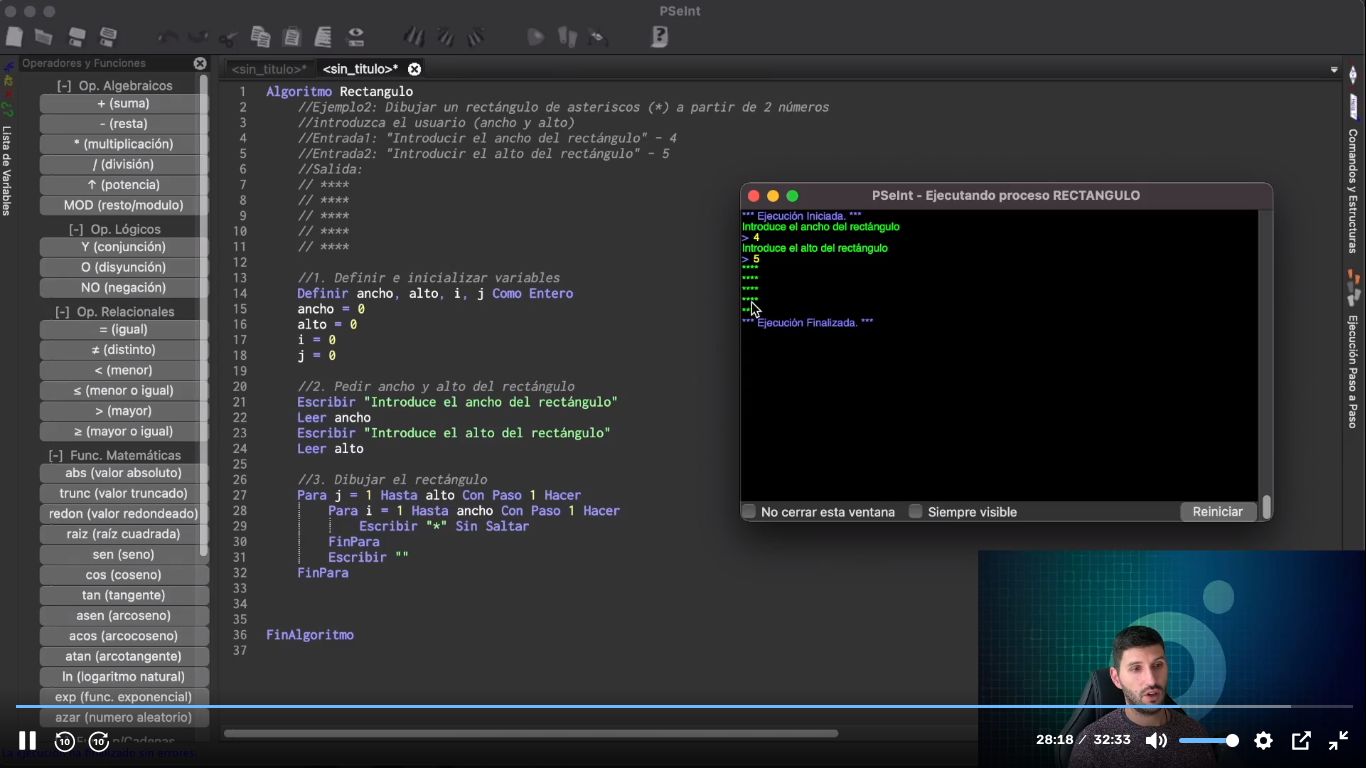 PSeInt
Operadores y Funciones
<sin_titulo>*
<sin_titulo>*
Lista de Variables
[-] Op. Algebraicos
+ (suma)
- (resta)
* (multiplicación)
/ (división)
↑ (potencia)
MOD (resto/modulo)
[-] Op. Lógicos
Y (conjunción)
O (disyunción)
NO (negación)
[-] Op. Relacionales
= (igual)
≠ (distinto)
< (menor)
≤ (menor o igual)
> (mayor)
≥ (mayor o igual)
[-] Func. Matemáticas
abs (valor absoluto)
trunc (valor truncado)
redon (valor redondeado)
raiz (raíz cuadrada)
sen (seno)
cos (coseno)
tan (tangente)
asen (arcoseno)
acos (arcocoseno)
atan (arcotangente)
ln (logaritmo natural)
exp (func. exponencial)
azar (numero aleatorio)
1 Algoritmo Rectangulo
2 //Ejemplo2: Dibujar un rectángulo de asteriscos (*) a partir de 2 números
3 //introduzca el usuario (ancho y alto)
4 //Entrada1: "Introducir el ancho del rectángulo" - 4
5 //Entrada2: "Introducir el alto del rectángulo" - 5
6 //Salida:
7 // ****
8 // ****
9 // ****
10 // ****
11 // ****
12
13 //1. Definir e inicializar variables
14 Definir ancho, alto, i, j Como Entero
15 ancho = 0
16 alto = 0
17 i = 0
18 j = 0
19
20 //2. Pedir ancho y alto del rectángulo
21 Escribir "Introduce el ancho del rectángulo"
22 Leer ancho
23 Escribir "Introduce el alto del rectángulo"
24 Leer alto
25
26 //3. Dibujar el rectángulo
27 Para j = 1 Hasta alto Con Paso 1 Hacer
28 Para i = 1 Hasta ancho Con Paso 1 Hacer
29 Escribir "*" Sin Saltar
30 FinPara
31 Escribir ""
32 FinPara
33
34
35
36 FinAlgoritmo
37
PSeInt - Ejecutando proceso RECTANGULO
*** Ejecución Iniciada. ***
Introduce el ancho del rectángulo
> 4
Introduce el alto del rectángulo
> 5
****
****
****
****
**
*** Ejecución Finalizada. ***
No cerrar esta ventana
Siempre visible
Reiniciar
Comandos y Estructuras
Ejecución Paso a Paso
10
10
28:18 / 32:33